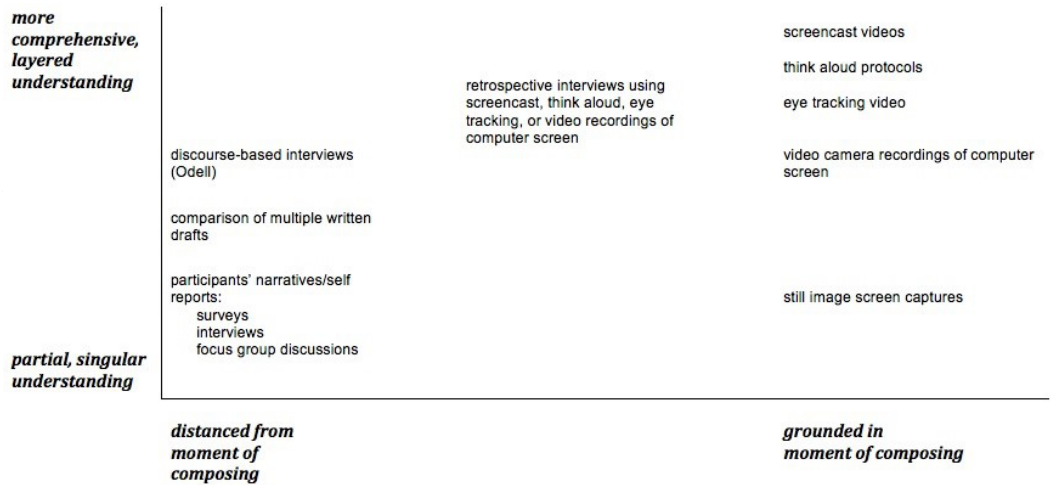 more
comprehensive,
layered
understanding
screencast videos
think aloud protocols
retrospective interviews using
screencast, think aloud, eye
tracking, or video recordings of
computer screen
eye tracking video
discourse-based interviews
(Odell)
video camera recordings of computer
screen
comparison of multiple written
drafts
participants' narratives/self
reports:
surveys
interviews
focus group discussions
still image screen captures
partial, singular
understanding
distanced from
moment of
composing
grounded in
moment of composing